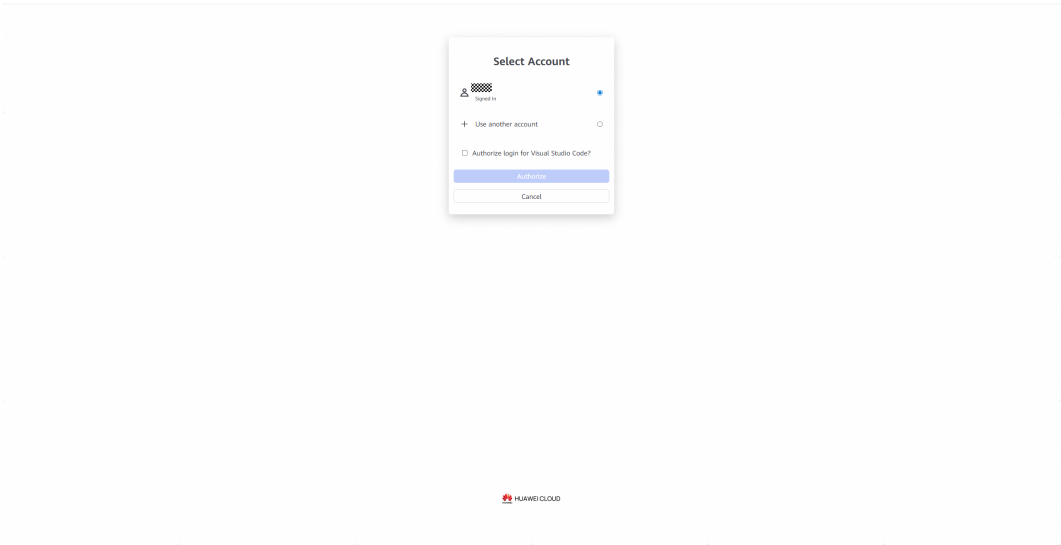 Select Account
Signed In
Use another account
Authorize login for Visual Studio Code?
Authorize
Cancel
HUAWEI CLOUD